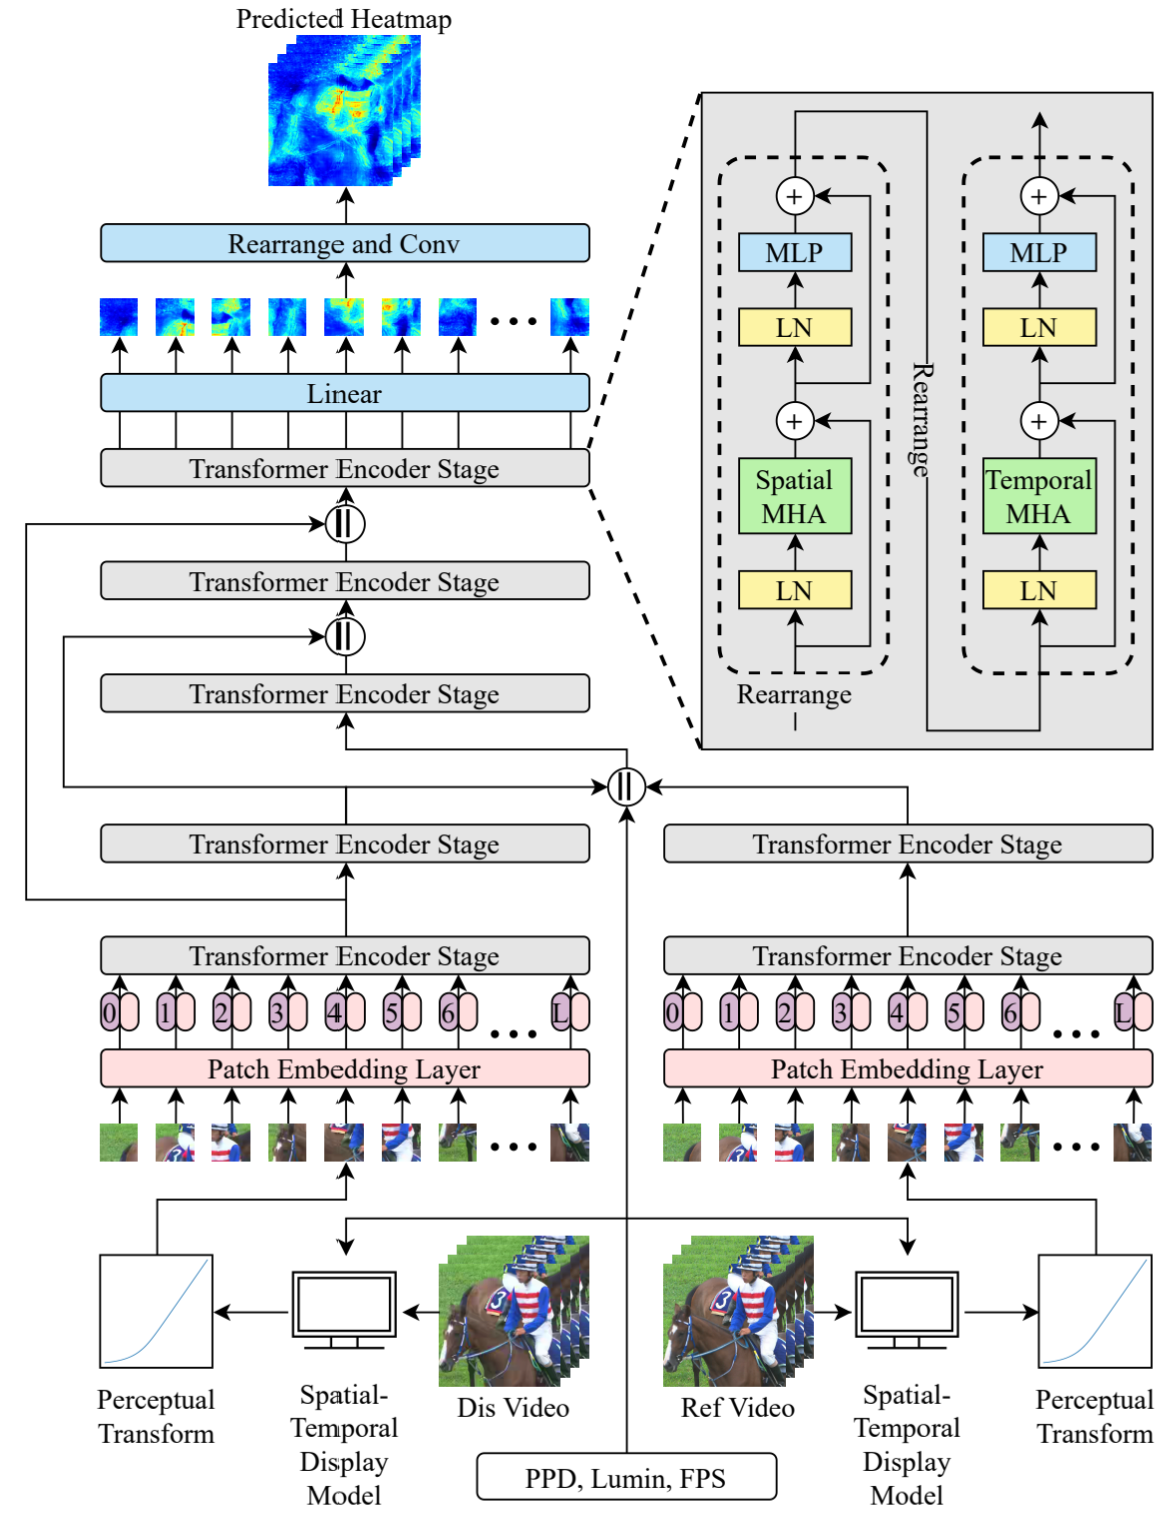 Predicted Heatmap
Rearrange and Conv
Linear
Transformer Encoder Stage
||
Transformer Encoder Stage
||
Transformer Encoder Stage
||
Transformer Encoder Stage
Transformer Encoder Stage
0 1 2 3 4 5 6 ... L
Patch Embedding Layer
...
Perceptual
Transform
Spatial-
Temporal
Display
Model
Dis Video
Transformer Encoder Stage
Transformer Encoder Stage
0 1 2 3 4 5 6 ... L
Patch Embedding Layer
...
Ref Video
Spatial-
Temporal
Display
Model
Perceptual
Transform
PPD, Lumin, FPS
+
MLP
LN
+
Spatial
MHA
LN
Rearrange
Rearrange
+
MLP
LN
+
Temporal
MHA
LN
3
3